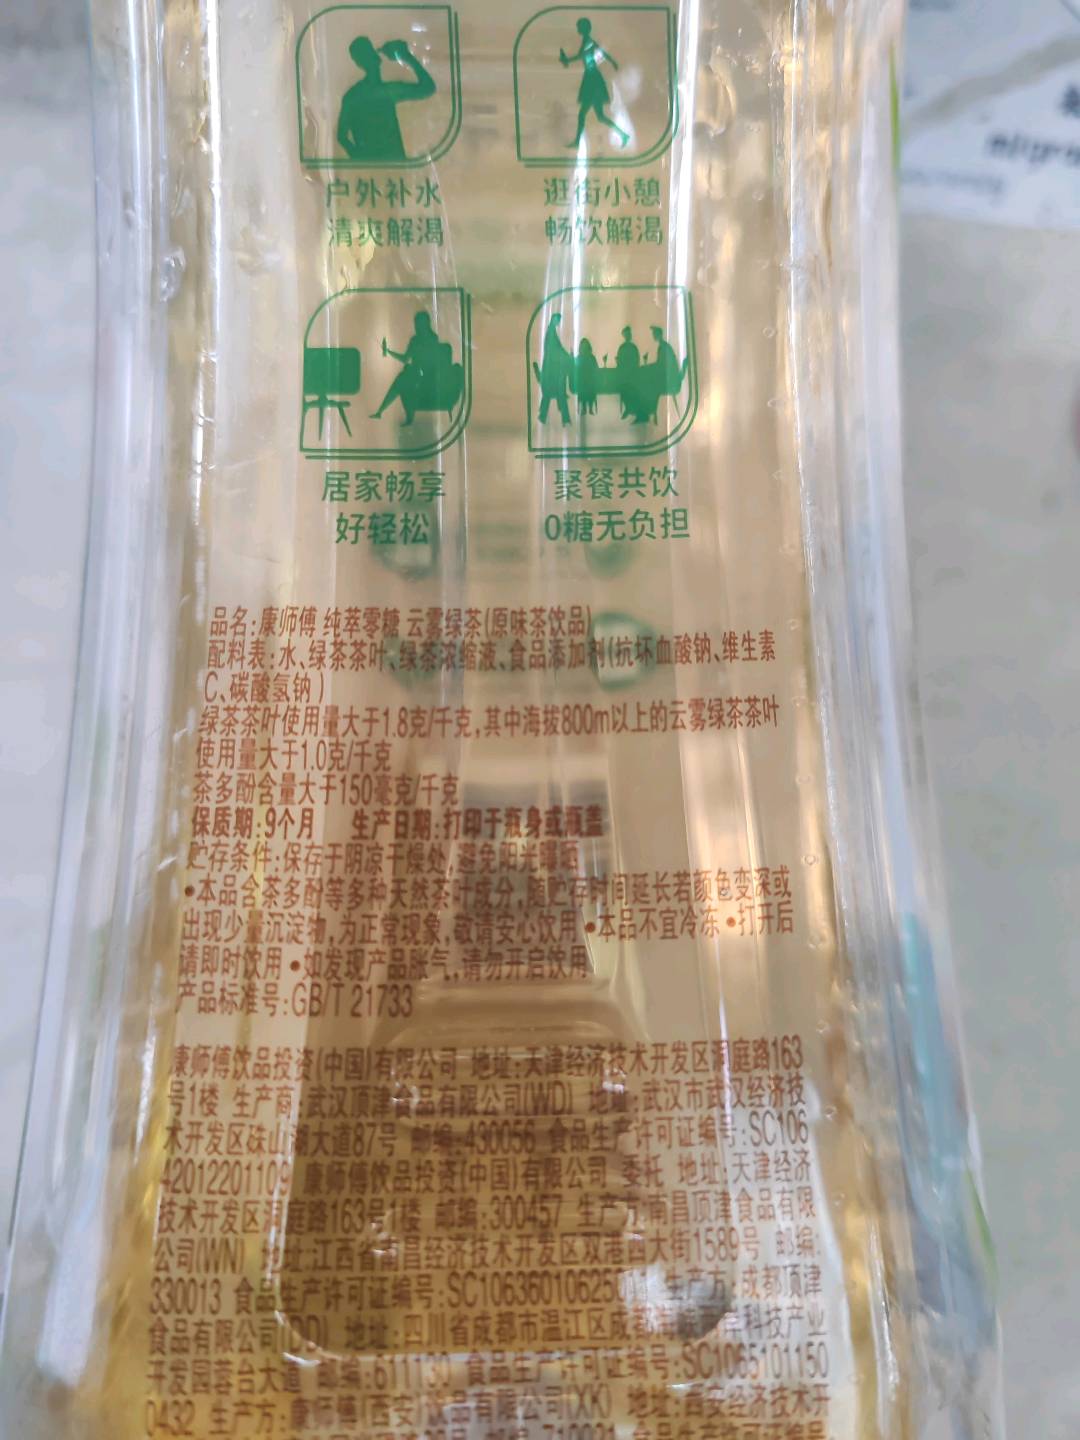 户外补水
清爽解渴
逛街小憩
畅饮解渴
居家畅享
好轻松
聚餐共饮
0糖无负担
品名:康师傅 纯萃零糖 云雾绿茶(原味茶饮品)
配料表:水、绿茶茶叶、绿茶浓缩液、食品添加剂(抗坏血酸钠、维生素
C、碳酸氢钠)
绿茶茶叶使用量大于1.8克/千克,其中海拔800m以上的云雾绿茶茶叶
使用量大于1.0克/千克
茶多酚含量大于150毫克/千克
保质期:9个月 生产日期:打印于瓶身或瓶盖
贮存条件:保存于阴凉干燥处,避免阳光曝晒
•本品含茶多酚等多种天然茶叶成分,随贮存时间延长若颜色变深或
出现少量沉淀物,为正常现象,敬请安心饮用 •本品不宜冷冻 •打开后
请即时饮用 •如发现产品胀气,请勿开启饮用
产品标准号:GB/T 21733
康师傅饮品投资(中国)有限公司 地址:天津经济技术开发区洞庭路163
号1楼 生产商:武汉顶津食品有限公司(WD) 地址:武汉市武汉经济技
术开发区硃山湖大道87号 邮编:430056 食品生产许可证编号:SC106
42012201109 康师傅饮品投资(中国)有限公司 委托 地址:天津经济
技术开发区洞庭路163号1楼 邮编:300457 生产方:南昌顶津食品有限
公司(WN) 地址:江西省南昌经济技术开发区双港西大街1589号 邮编:
330013 食品生产许可证编号: 生产方:成都顶津
食品有限公司 地址:四川省成都市温江区成都 科技产业
开发园蓉台大道 邮编:611130 食品生产许可证编号:SC1065101150
0432 生产方:康师傅(西安)饮品有限公司(XK) 地址:西安经济技术开